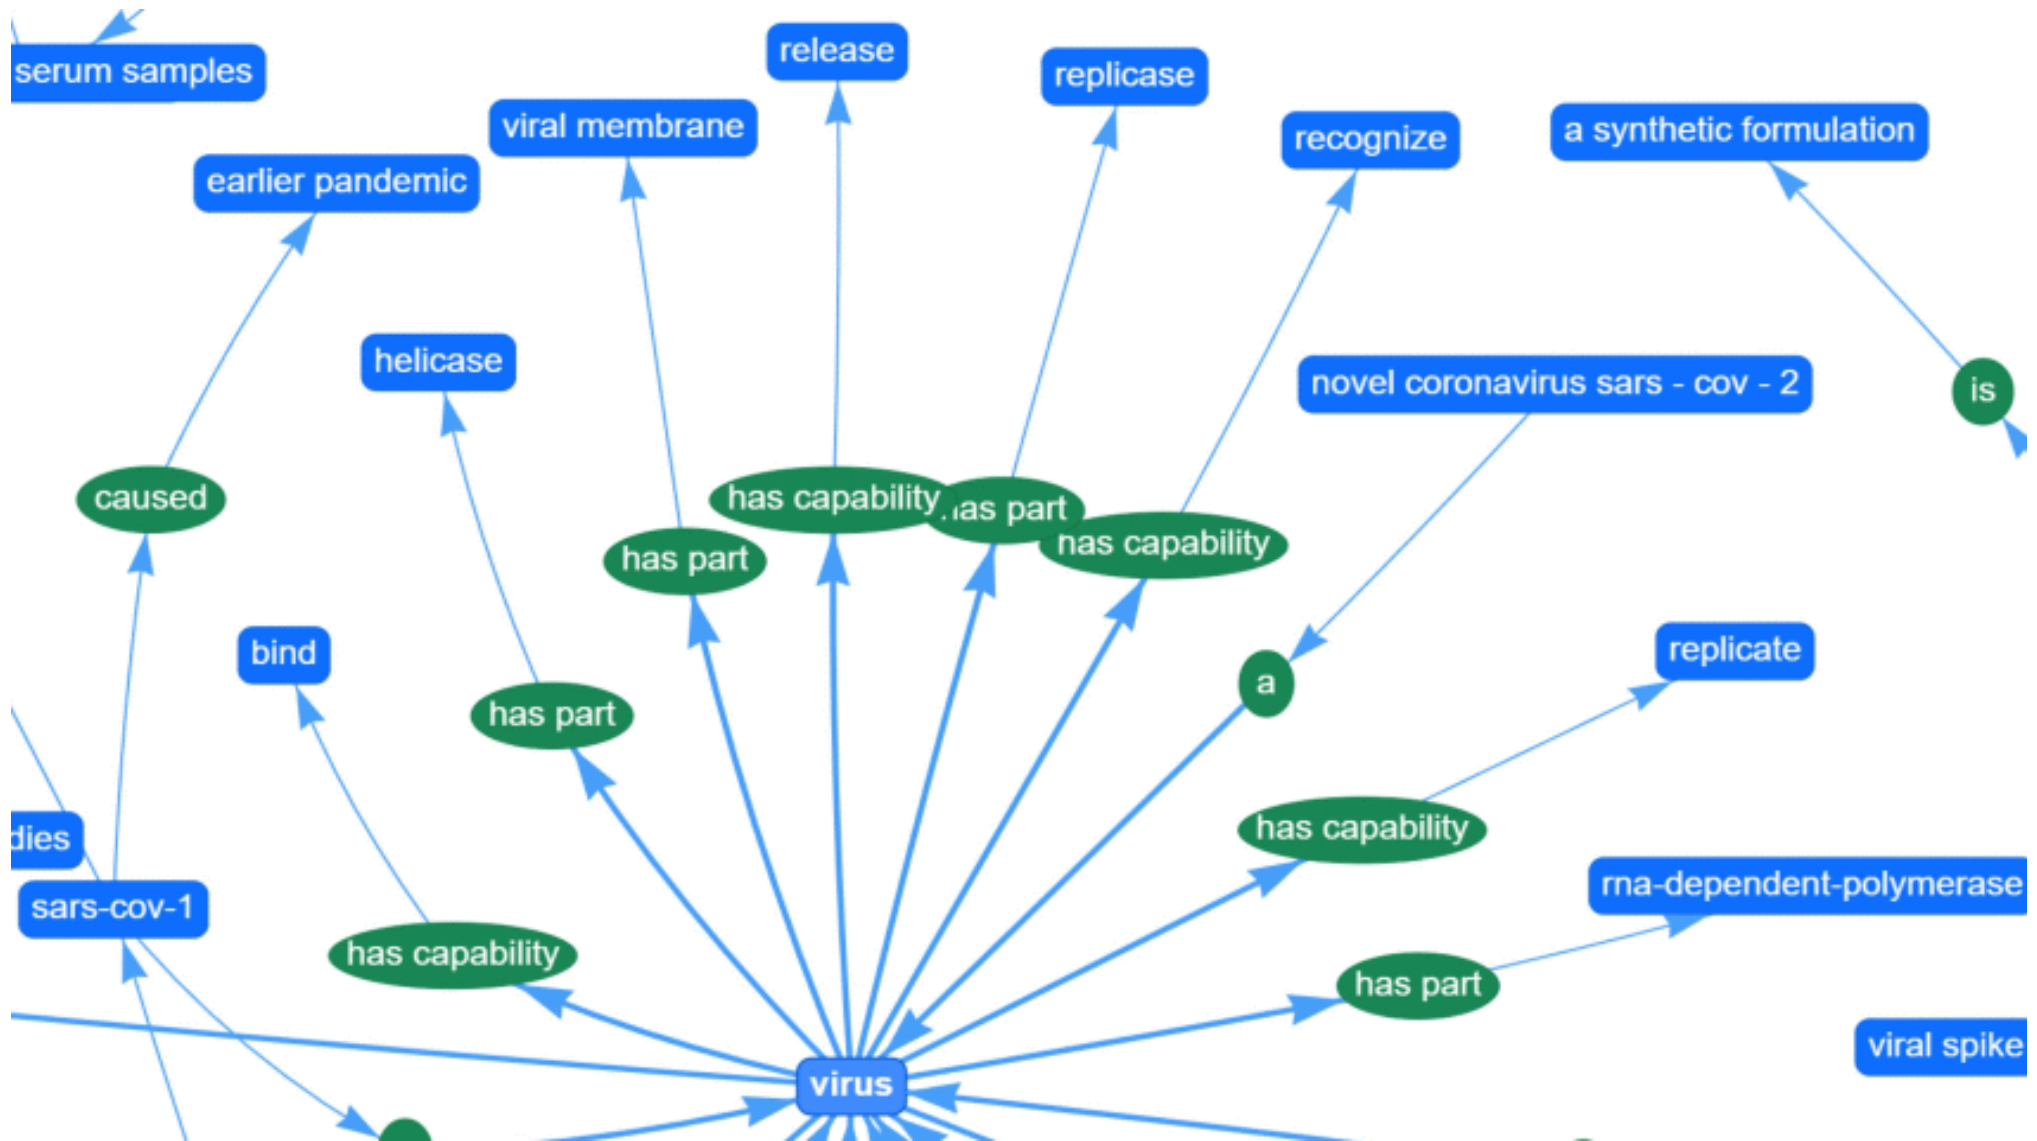 release
serum samples
replicase
viral membrane
a synthetic formulation
recognize
earlier pandemic
helicase
novel coronavirus sars - cov - 2
is
caused
has capability
has part
has capability
has part
bind
replicate
a
has part
has capability
dies
rna-dependent-polymerase
sars-cov-1
has capability
has part
viral spike
virus